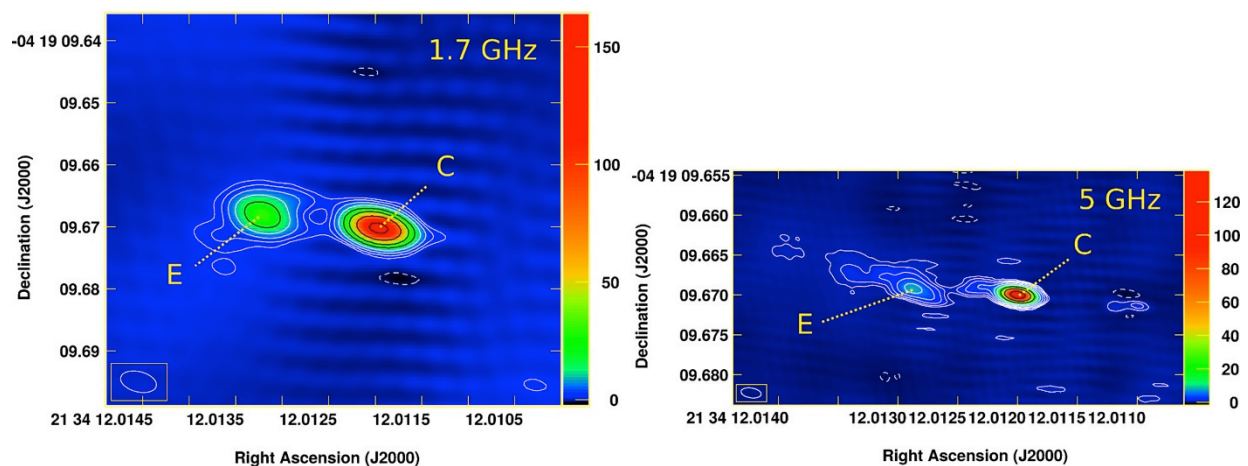 1.7 GHz
C
E
-04 19 09.64
09.65
09.66
09.67
09.68
09.69
Declination (J2000)
21 34 12.0145 12.0135 12.0125 12.0115 12.0105
Right Ascension (J2000)
150
100
50
0
5 GHz
C
E
-04 19 09.655
09.660
09.665
09.670
09.675
09.680
Declination (J2000)
21 34 12.0140 12.0130 12.0125 12.0120 12.0115 12.0110
Right Ascension (J2000)
120
100
80
60
40
20
0